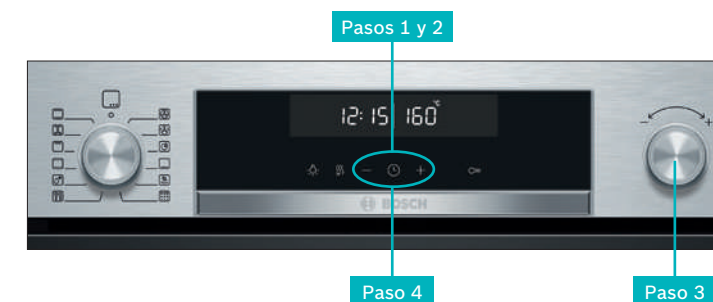 Pasos 1 y 2
12:15 160 °C
- +
- +
BOSCH
Paso 4
Paso 3